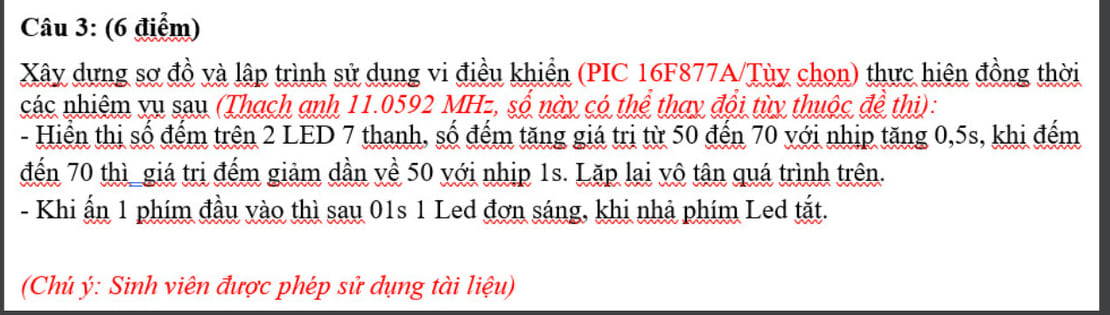 Câu 3: (6 điểm)
Xây dựng sơ đồ và lập trình sử dụng vi điều khiển (PIC 16F877A/Tùy chọn) thực hiện đồng thời
các nhiệm vụ sau (Thạch anh 11.0592 MHz, số này có thể thay đổi tùy thuộc đề thi):
- Hiển thị số đếm trên 2 LED 7 thanh, số đếm tăng giá trị từ 50 đến 70 với nhịp tăng 0,5s, khi đếm
đến 70 thì giá trị đếm giảm dần về 50 với nhịp 1s. Lặp lại vô tận quá trình trên.
- Khi ấn 1 phím đầu vào thì sau 01s 1 Led đơn sáng, khi nhả phím Led tắt.
(Chú ý: Sinh viên được phép sử dụng tài liệu)